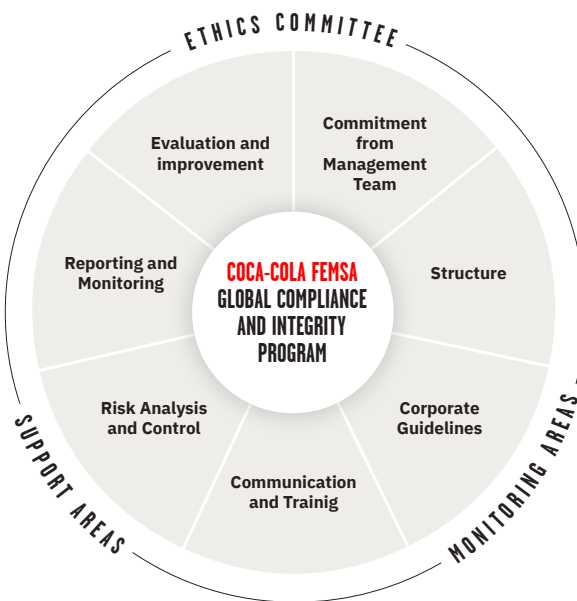 ETHICS COMMITTEE
Commitment
from
Management
Team
Structure
Corporate
Guidelines
Communication
and Trainig
Risk Analysis
and Control
Reporting and
Monitoring
Evaluation and
improvement
COCA-COLA FEMSA
GLOBAL COMPLIANCE
AND INTEGRITY
PROGRAM
SUPPORT AREAS
MONITORING AREAS